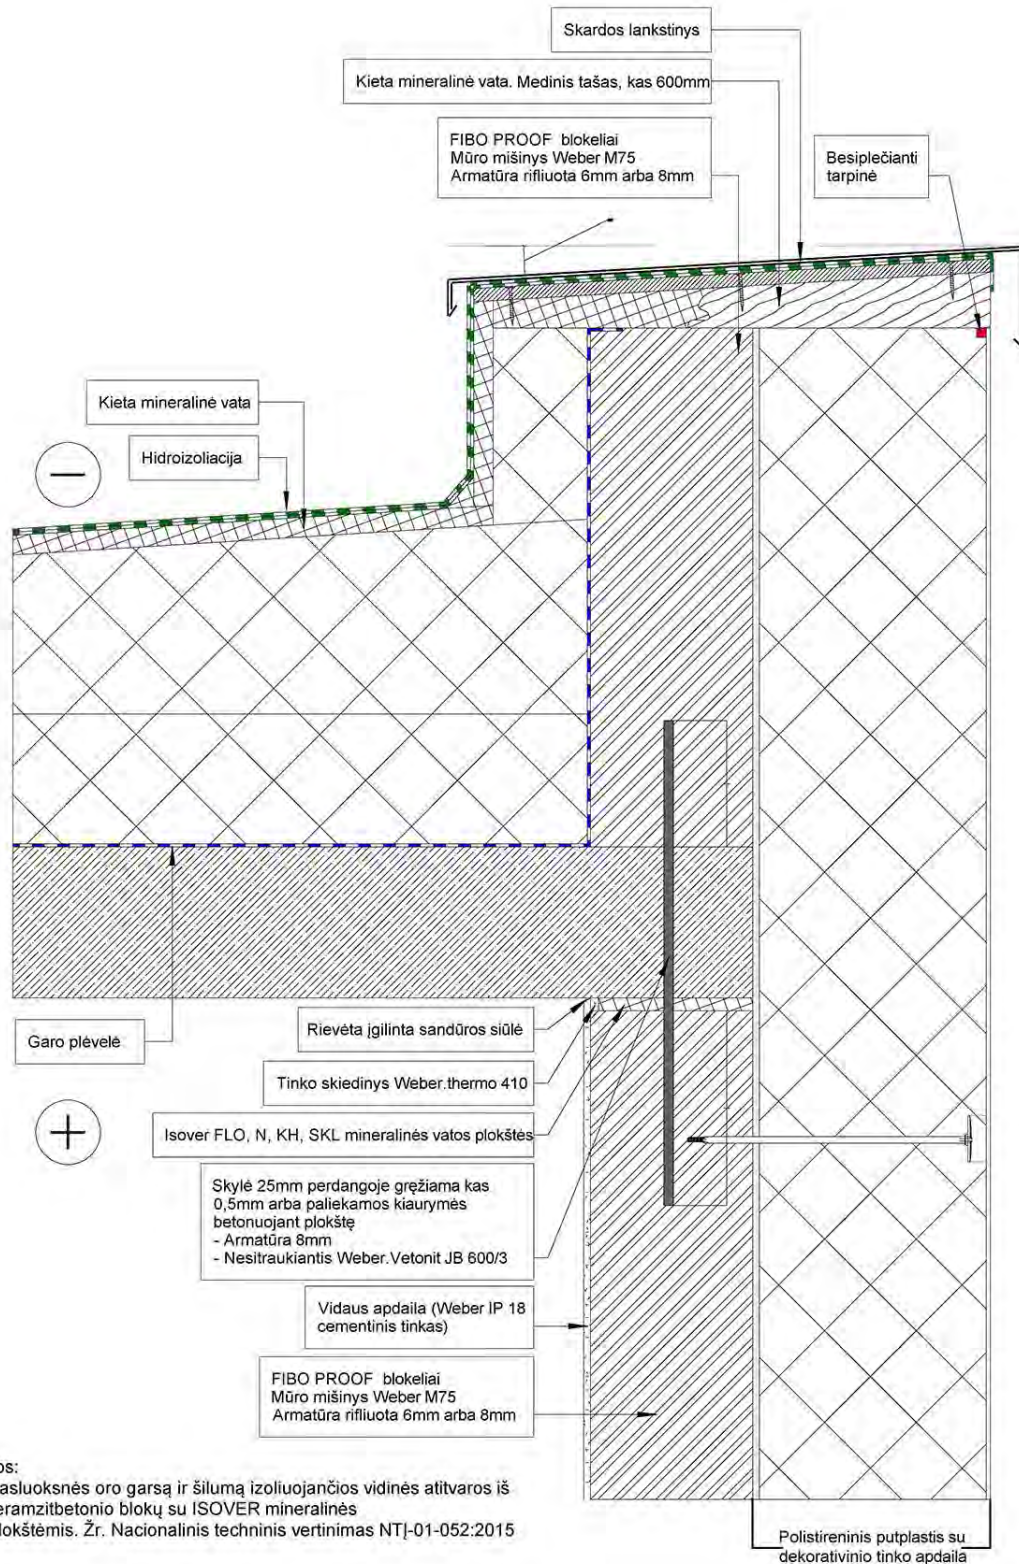 Skardos lankstinys
Kieta mineralinė vata. Medinis tašas, kas 600mm
FIBO PROOF blokeliai
Mūro mišinys Weber M75
Armatūra rifliuota 6mm arba 8mm
Besiplečianti
tarpinė
Kieta mineralinė vata
Hidroizoliacija
Garo plėvelė
Rievėta įgilinta sandūros siūlė
Tinko skiedinys Weber.thermo 410
Isover FLO, N, KH, SKL mineralinės vatos plokštės
Skylė 25mm perdangoje gręžiama kas
0,5mm arba paliekamos kiaurymės
betonuojant plokštę
- Armatūra 8mm
- Nesitraukiantis Weber.Vetonit JB 600/3
Vidaus apdaila (Weber IP 18
cementinis tinkas)
FIBO PROOF blokeliai
Mūro mišinys Weber M75
Armatūra rifliuota 6mm arba 8mm
os:
asluoksnės oro garsą ir šilumą izoliuojančios vidinės atitvaros iš
eramzitbetonio blokų su ISOVER mineralinės
lokštėmis. Žr. Nacionalinis techninis vertinimas NTĮ-01-052:2015
Polistireninis putplastis su
dekoratyvinio tinko apdaila